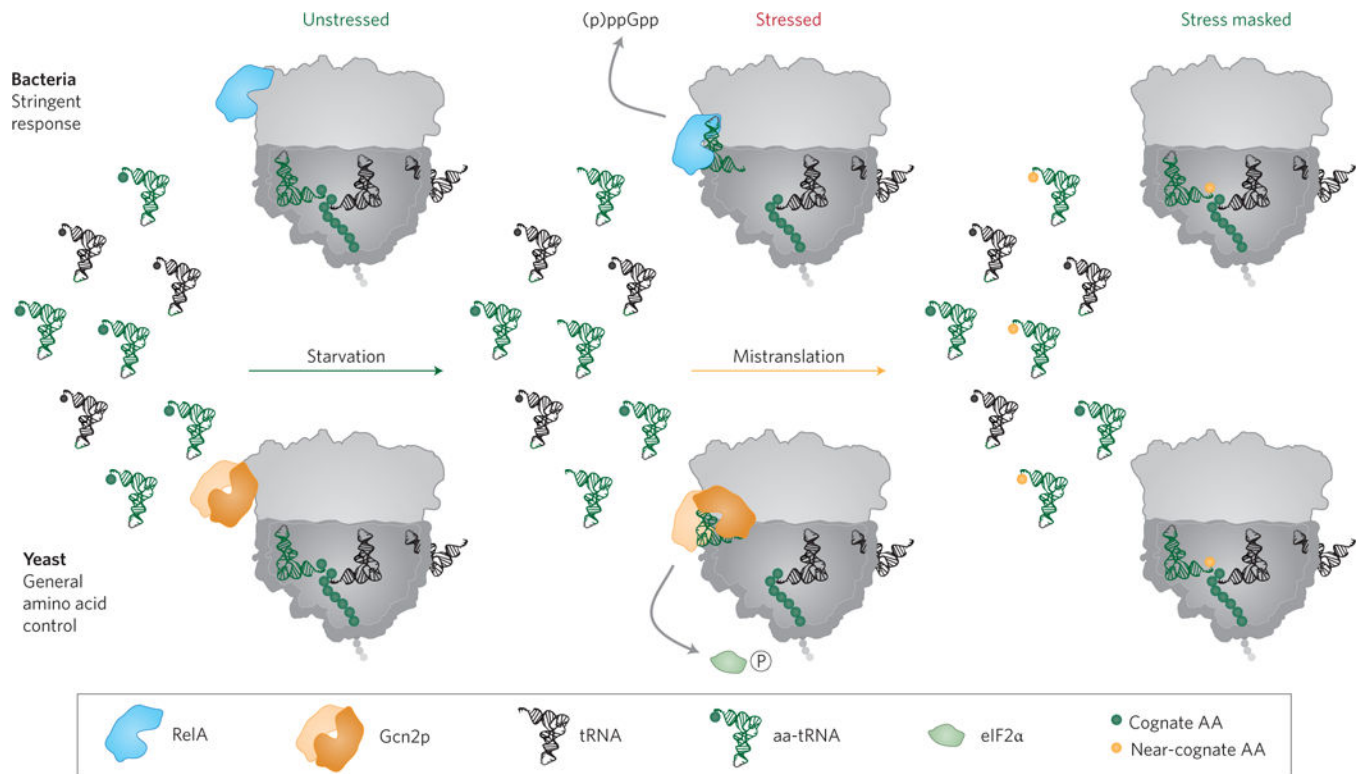 Unstressed
(p)ppGpp
Stressed
Stress masked
Bacteria
Stringent
response
Starvation
Mistranslation
Yeast
General
amino acid
control
P
RelA
Gcn2p
tRNA
aa-tRNA
eIF2α
Cognate AA
Near-cognate AA